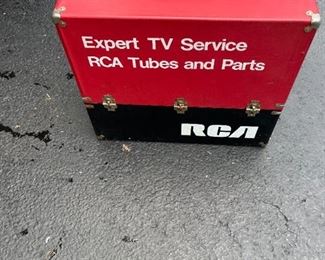 Expert TV Service
RCA Tubes and Parts
RCA